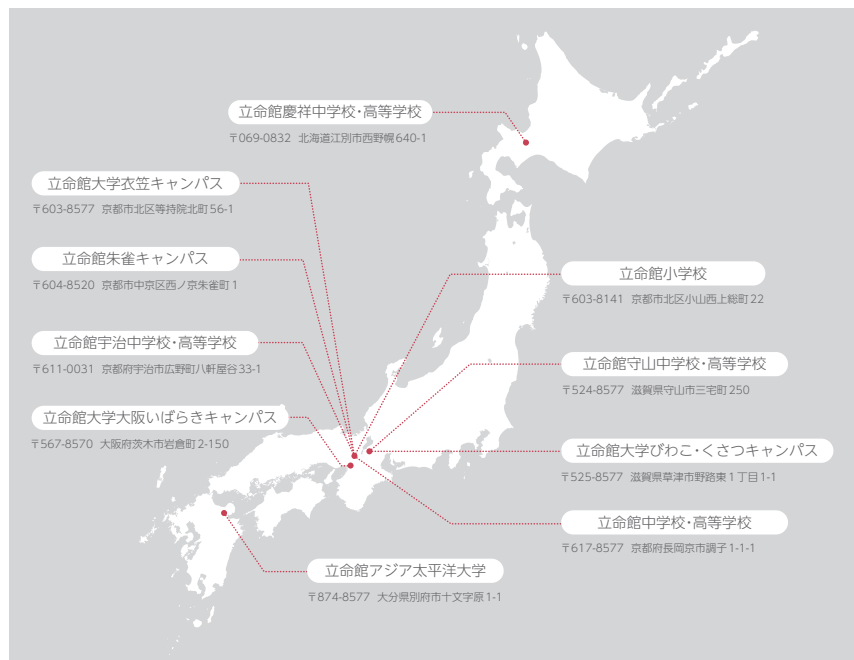 立命館慶祥中学校・高等学校
〒069-0832 北海道江別市西野幌640-1
立命館大学衣笠キャンパス
〒603-8577 京都市北区等持院北町56-1
立命館朱雀キャンパス
〒604-8520 京都市中京区西ノ京朱雀町1
立命館宇治中学校・高等学校
〒611-0031 京都府宇治市広野町八軒屋谷33-1
立命館大学大阪いばらきキャンパス
〒567-8570 大阪府茨木市岩倉町2-150
立命館小学校
〒603-8141 京都市北区小山西上総町22
立命館守山中学校・高等学校
〒524-8577 滋賀県守山市三宅町250
立命館大学びわこ・くさつキャンパス
〒525-8577 滋賀県草津市野路東1丁目1-1
立命館中学校・高等学校
〒617-8577 京都府長岡京市調子1-1-1
立命館アジア太平洋大学
〒874-8577 大分県別府市十文字原1-1